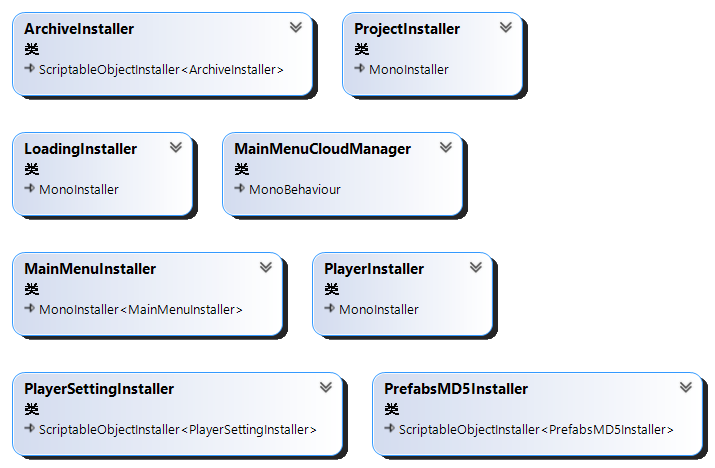 ArchiveInstaller
类
ScriptableObjectInstaller<ArchiveInstaller>
ProjectInstaller
类
MonoInstaller
LoadingInstaller
类
MonoInstaller
MainMenuCloudManager
类
MonoBehaviour
MainMenuInstaller
类
MonoInstaller<MainMenuInstaller>
PlayerInstaller
类
MonoInstaller
PlayerSettingInstaller
类
ScriptableObjectInstaller<PlayerSettingInstaller>
PrefabsMD5Installer
类
ScriptableObjectInstaller<PrefabsMD5Installer>